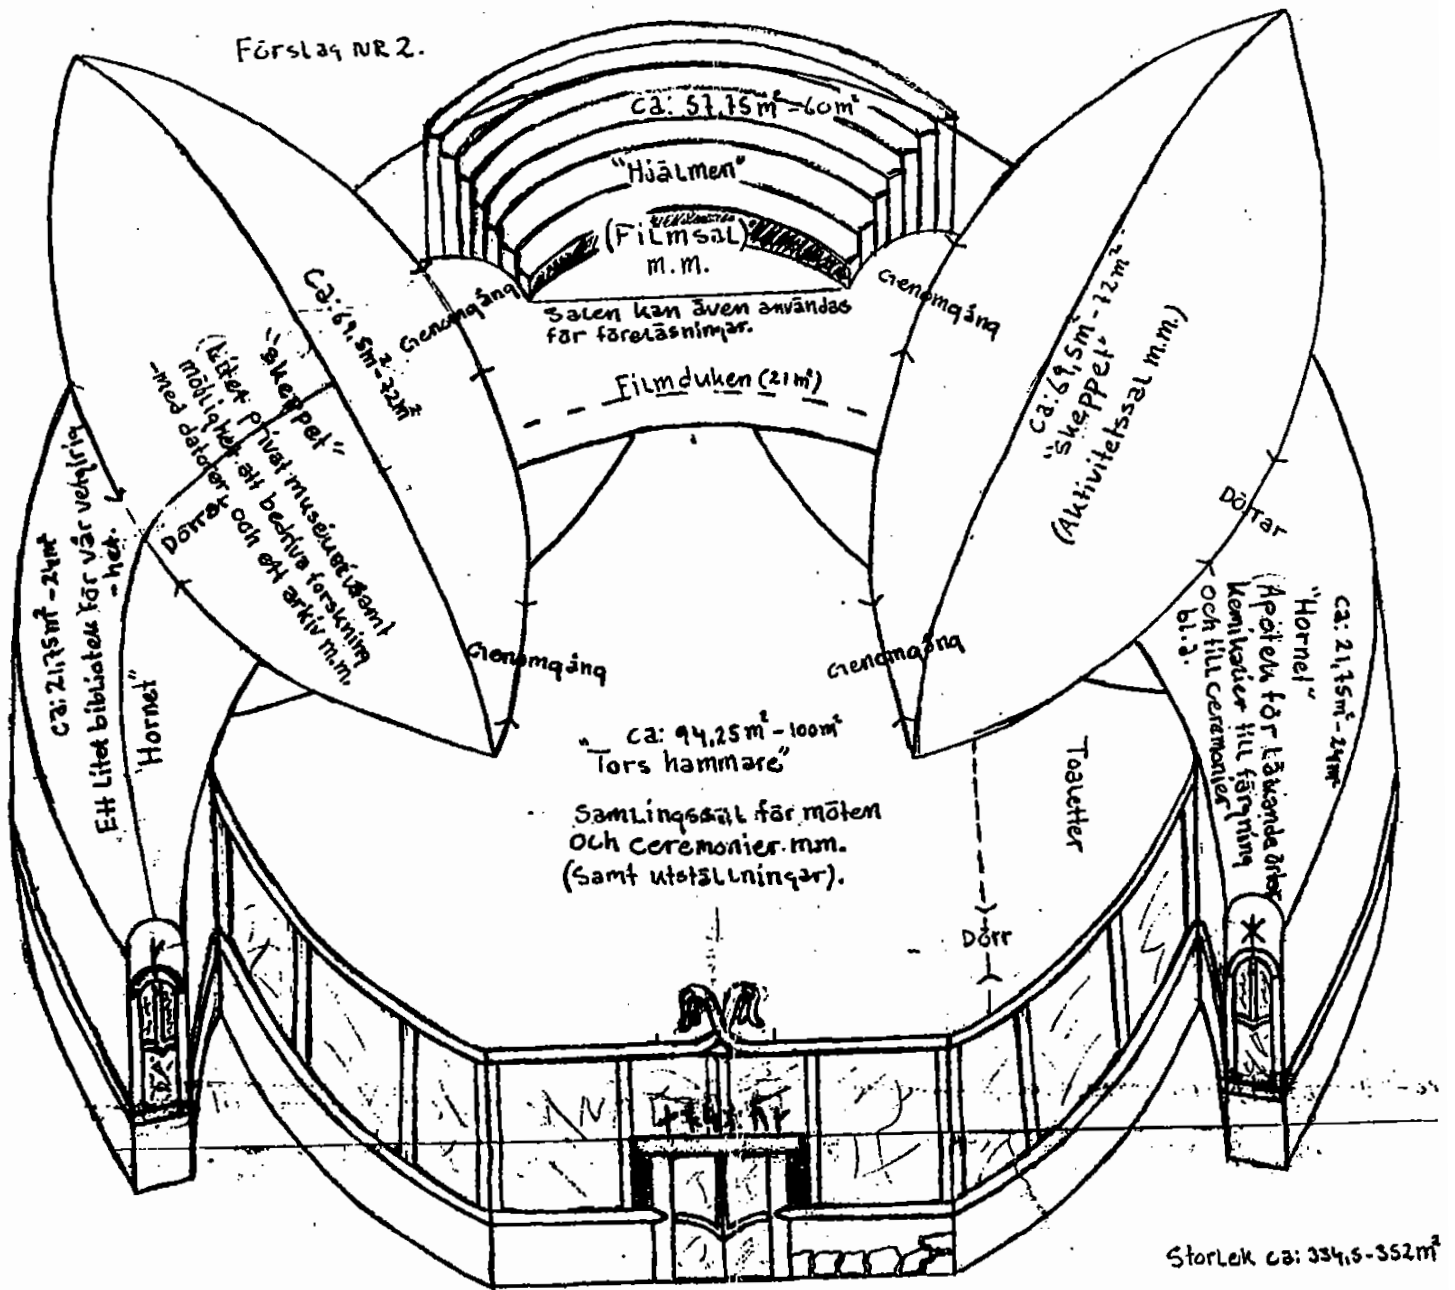 Förslag NR 2.
ca: 57,75m²-60m²
"Hjälmen"
(Filmsal)
m.m.
Salen kan även användas
för föreläsningar.
Filmduken (21m²)
Genomgång
Genomgång
ca: 69,5m²-72m²
"Skeppet"
(Litet privat museum samt
möjlighet att bedriva forskning
-med datorer och ett arkiv m.m.
Dörrar
ca: 69,5m²-72m².
"Skeppet"
(Aktivitetssal m.m.)
Dörrar
ca: 21,75m²-24m²
Ett Litet bibliotek för vår
-het.
"Hornet"
ca: 21,75m²-24m²
"Hornet"
(Apotek för Läkande örter
kemikalier till färgning
och till ceremonier)
bl.a.
Genomgång
Genomgång
ca: 94,25m²-100m²
"Tors hammare"
Samlingssal för möten
och ceremonier.mm.
(Samt utställningar).
Toaletter
Dörr
Storlek ca: 334,5-352m²